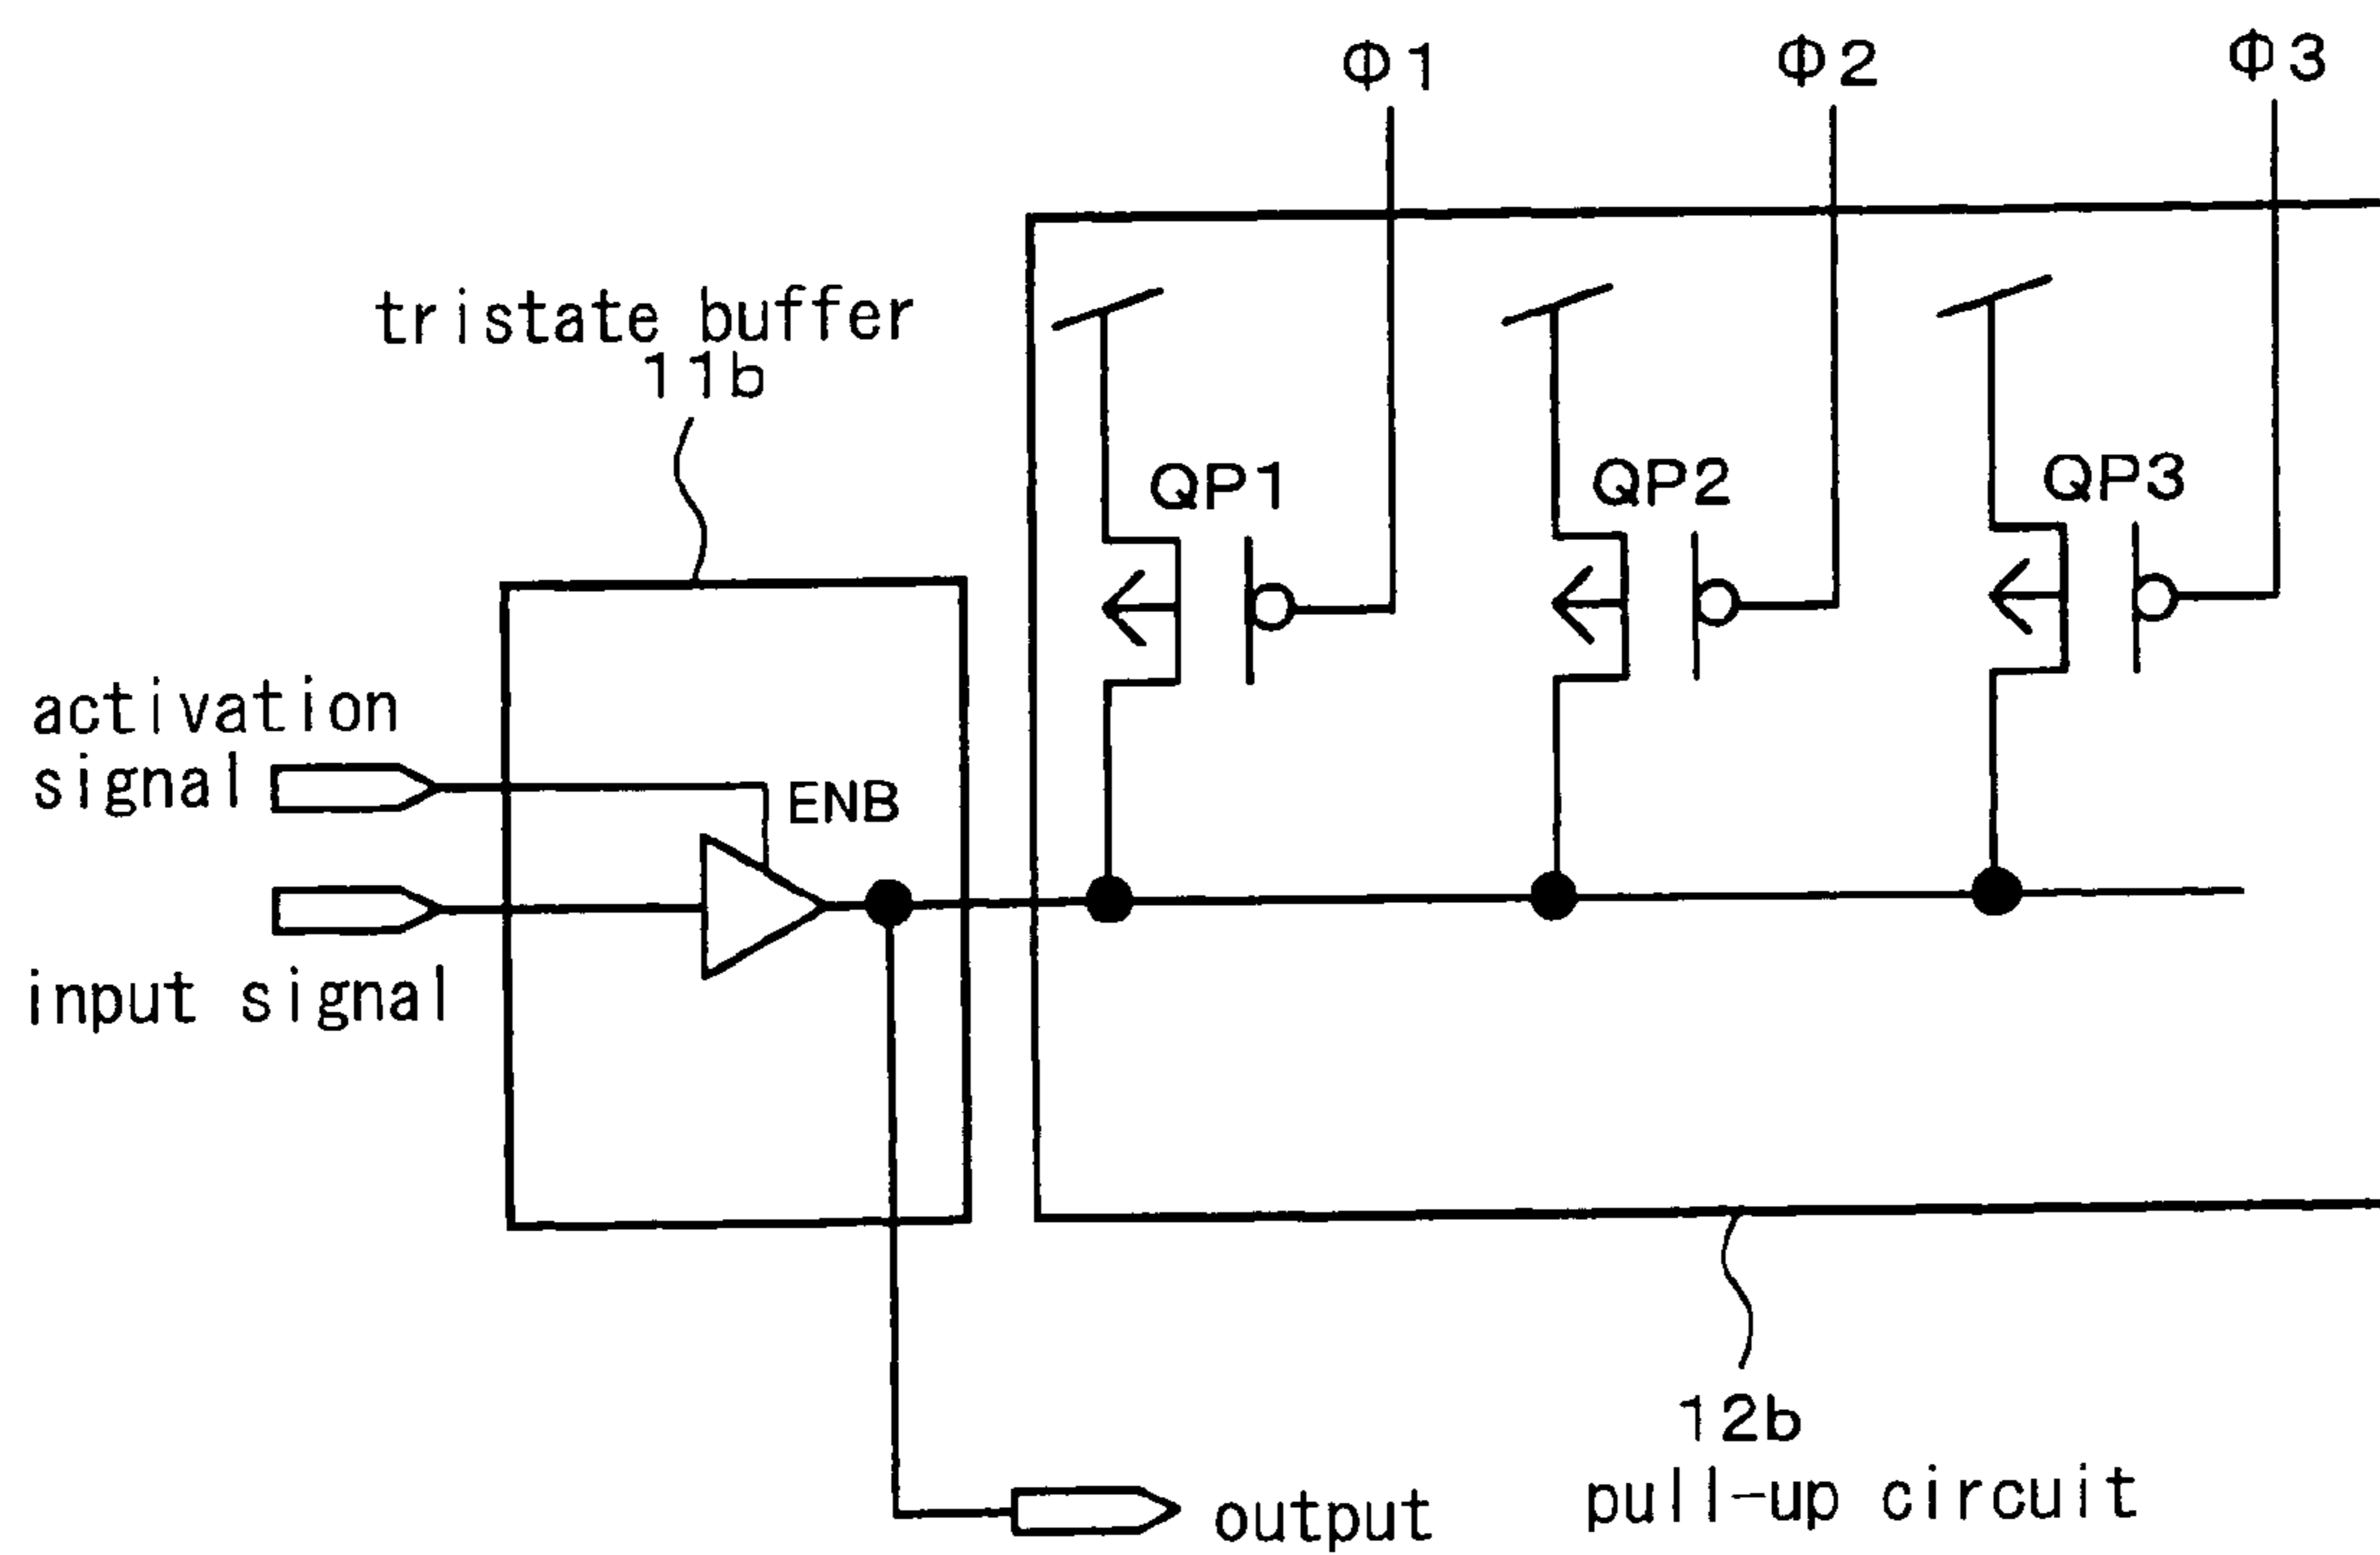 Φ1
Φ2
Φ3
tristate buffer
11b
QP1
QP2
QP3
activation
signal
ENB
input signal
12b
pull-up circuit
output